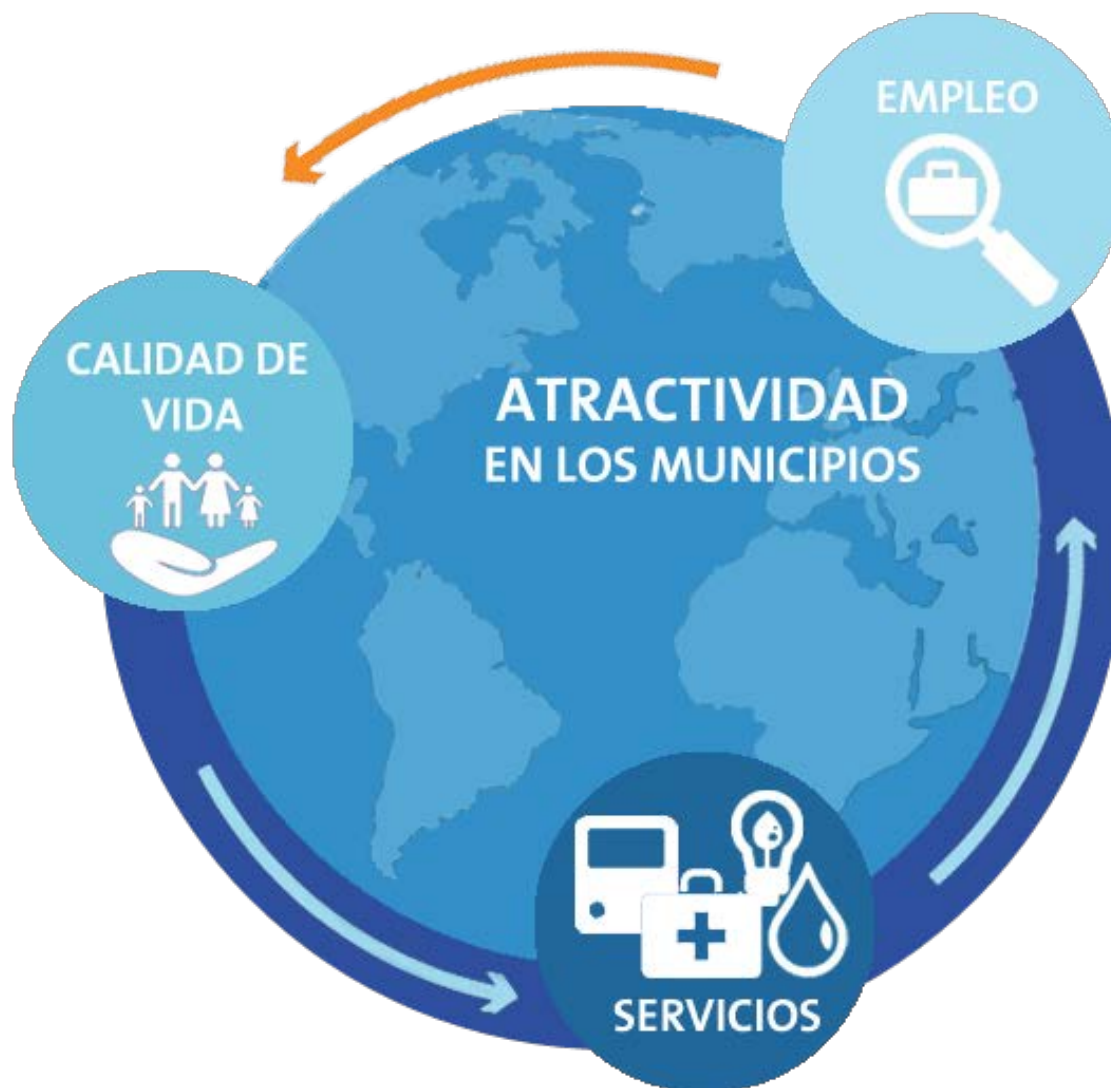 EMPLEO
CALIDAD DE
VIDA
ATRACTIVIDAD
EN LOS MUNICIPIOS
SERVICIOS